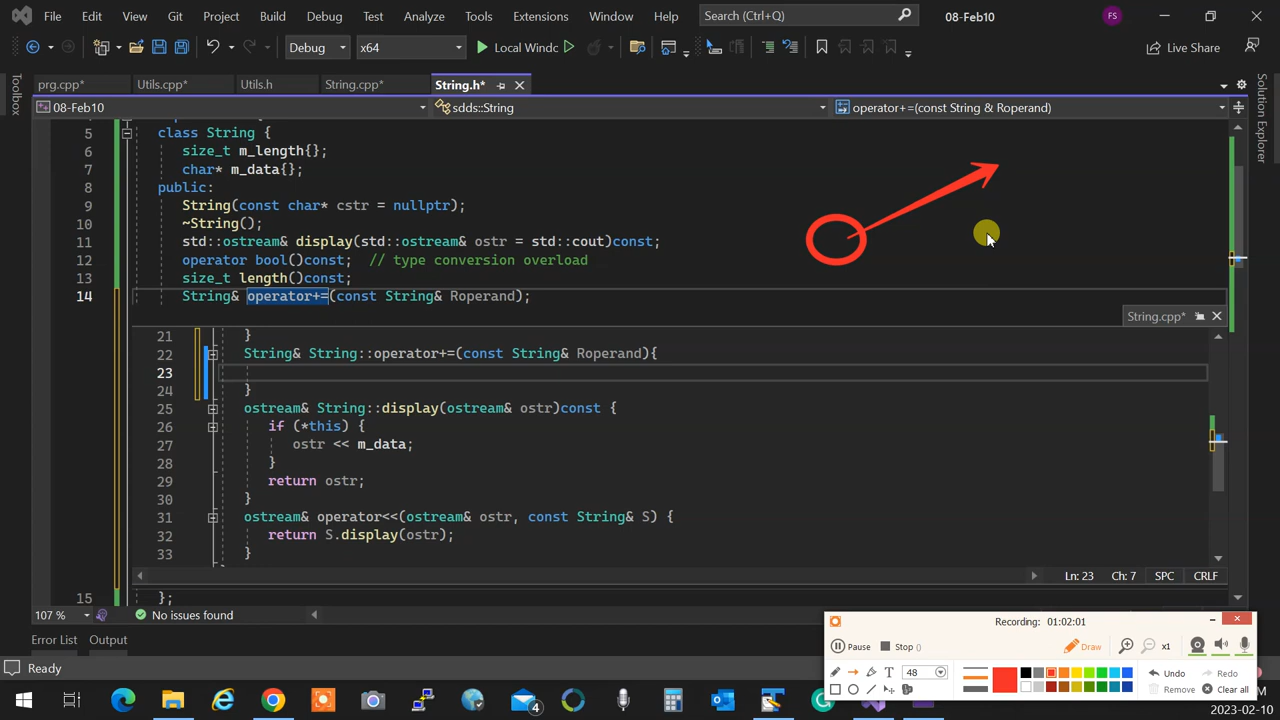 File Edit View Git Project Build Debug Test Analyze Tools Extensions Window Help Search (Ctrl+Q) 08-Feb10 FS
Debug x64 Local Windc x Live Share
prg.cpp* Utils.cpp* Utils.h String.cpp* String.h*
08-Feb10 sdds::String operator+=(const String & Roperand)
5 class String {
6 size_t m_length{};
7 char* m_data{};
8 public:
9 String(const char* cstr = nullptr);
10 ~String();
11 std::ostream& display(std::ostream& ostr = std::cout)const;
12 operator bool()const; // type conversion overload
13 size_t length()const;
14 String& operator+=(const String& Roperand);
String.cpp*
21 }
22 String& String::operator+=(const String& Roperand){
23
24 }
25 ostream& String::display(ostream& ostr)const {
26 if (*this) {
27 ostr << m_data;
28 }
29 return ostr;
30 }
31 ostream& operator<<(ostream& ostr, const String& S) {
32 return S.display(ostr);
33 }
Ln: 23 Ch: 7 SPC CRLF
15 };
107 % No issues found
Error List Output
Ready
Toolbox
Solution Explorer
Recording: 01:02:01
Pause Stop () Draw x1
T 48 Undo Redo
Remove Clear all
4
M
2023-02-10